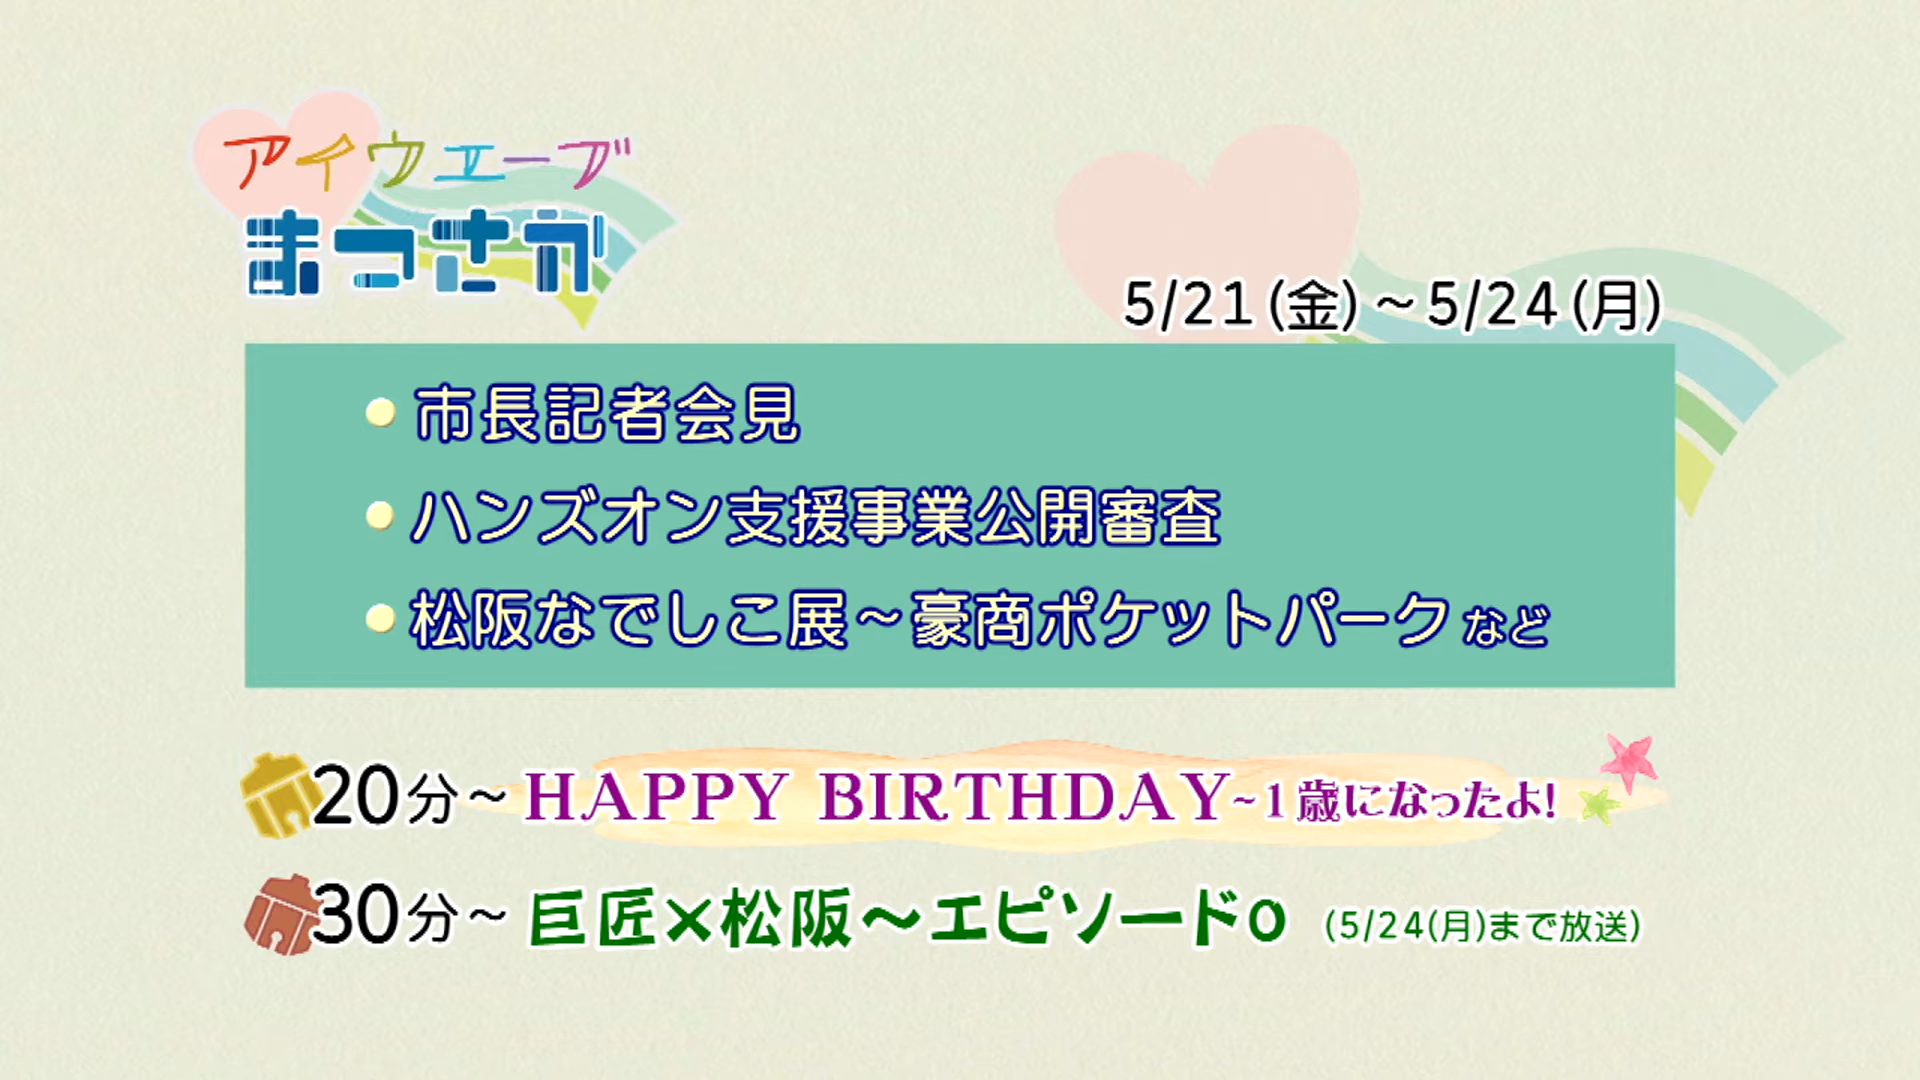 アイウエーブ
まつさか
5/21(金)～5/24(月)
●市長記者会見
●ハンズオン支援事業公開審査
●松阪なでしこ展～豪商ポケットパークなど
20分～HAPPY BIRTHDAY~1歳になったよ!
30分～巨匠×松阪～エピソード0 (5/24(月)まで放送)